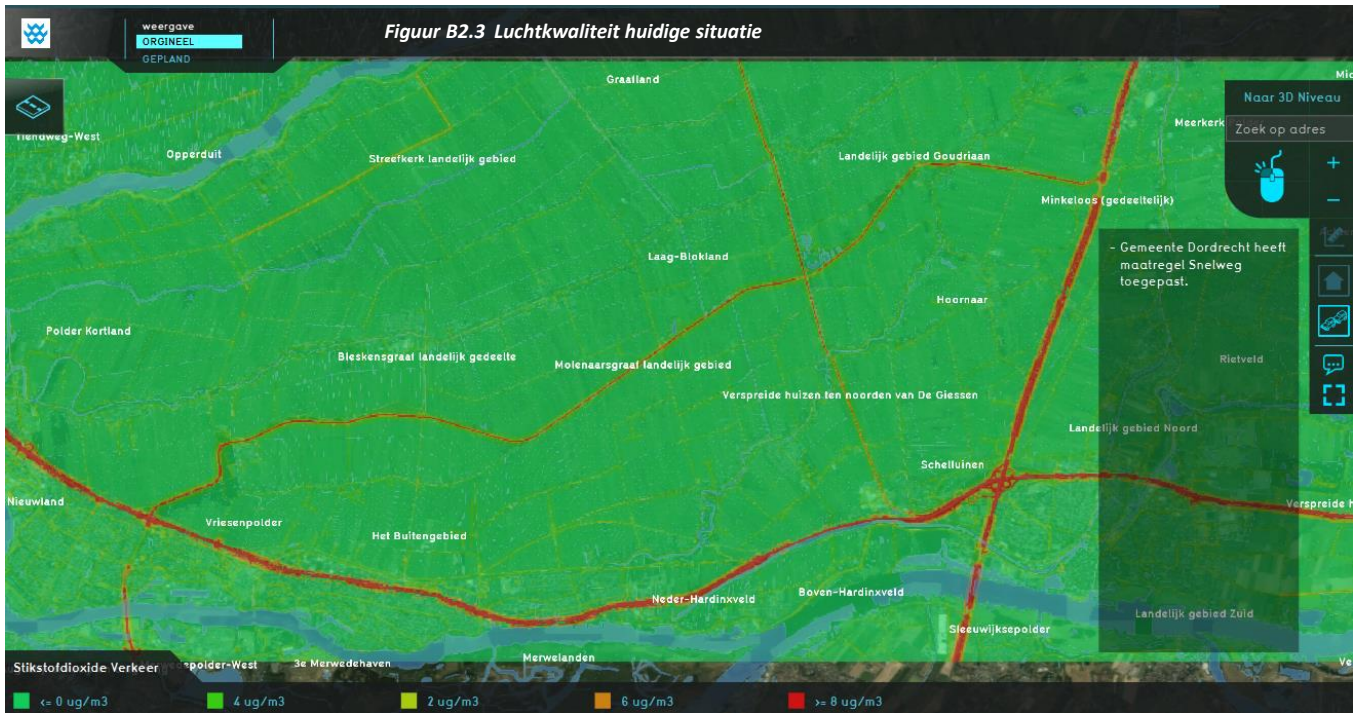 weergave
Figuur B2.3 Luchtkwaliteit huidige situatie
ORGINEEL
GEPLAND
Graafland
Naar 3D Niveau
Zoek op adres
Meerkerk
Tiendweg-West
Opperduit
Streefkerk landelijk gebied
Landelijk gebied Goudriaan
Minkeloos (gedeeltelijk)
- Gemeente Dordrecht heeft
maatregel Snelweg
toegepast.
Laag-Blokland
Hoornaar
Polder Kortland
Bleskensgraaf landelijk gedeelte
Molenaarsgraaf landelijk gebied
Rietveld
Verspreide huizen ten noorden van De Giessen
Landelijk gebied Noord
Schelluinen
Nieuwland
Verspreide h
Vriesenpolder
Het Buitengebied
Neder-Hardinxveld
Boven-Hardinxveld
Landelijk gebied Zuid
Sleeuwijksepolder
Merwelanden
3e Merwedehaven
Stikstofdioxide Verkeer
<= 0 ug/m3
4 ug/m3
2 ug/m3
6 ug/m3
>= 8 ug/m3